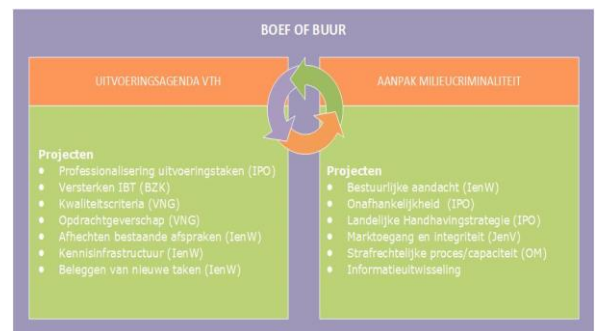 BOEF OF BUUR
UITVOERINGSAGENDA VTH
Projecten
• Professionalisering uitvoeringstaken (IPO)
• Versterken IBT (BZK)
• Kwaliteitscriteria (VNG)
• Opdrachtgeverschap (VNG)
• Afhechten bestaande afspraken (IenW)
• Kennisinfrastructuur (IenW)
• Beleggen van nieuwe taken (IenW)
AANPAK MILIEUCRIMINALITEIT
Projecten
• Bestuurlijke aandacht (IenW)
• Onafhankelijkheid (IPO)
• Landelijke Handhavingstrategie (IPO)
• Marktoegang en integriteit (JenV)
• Strafrechtelijke proces/capaciteit (OM)
• Informatieuitwisseling